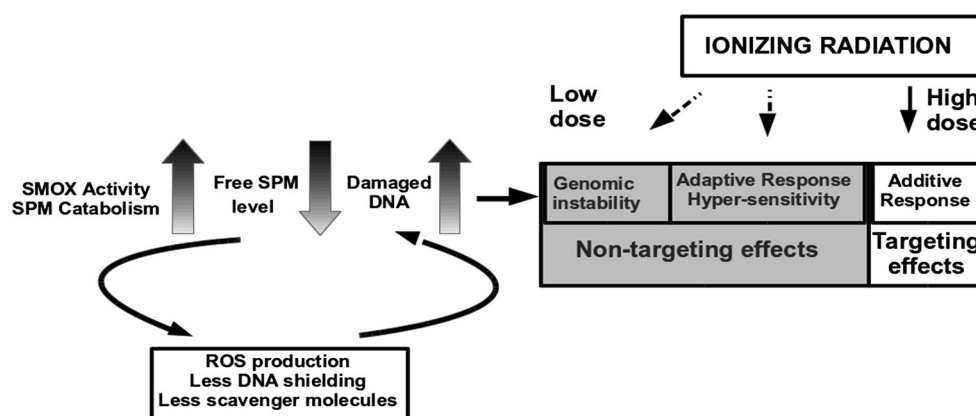 IONIZING RADIATION
Low
dose
High
dose
SMOX Activity
SPM Catabolism
Free SPM
level
Damaged
DNA
Genomic
instability
Adaptive Response
Hyper-sensitivity
Additive
Response
Non-targeting effects
Targeting
effects
ROS production
Less DNA shielding
Less scavenger molecules